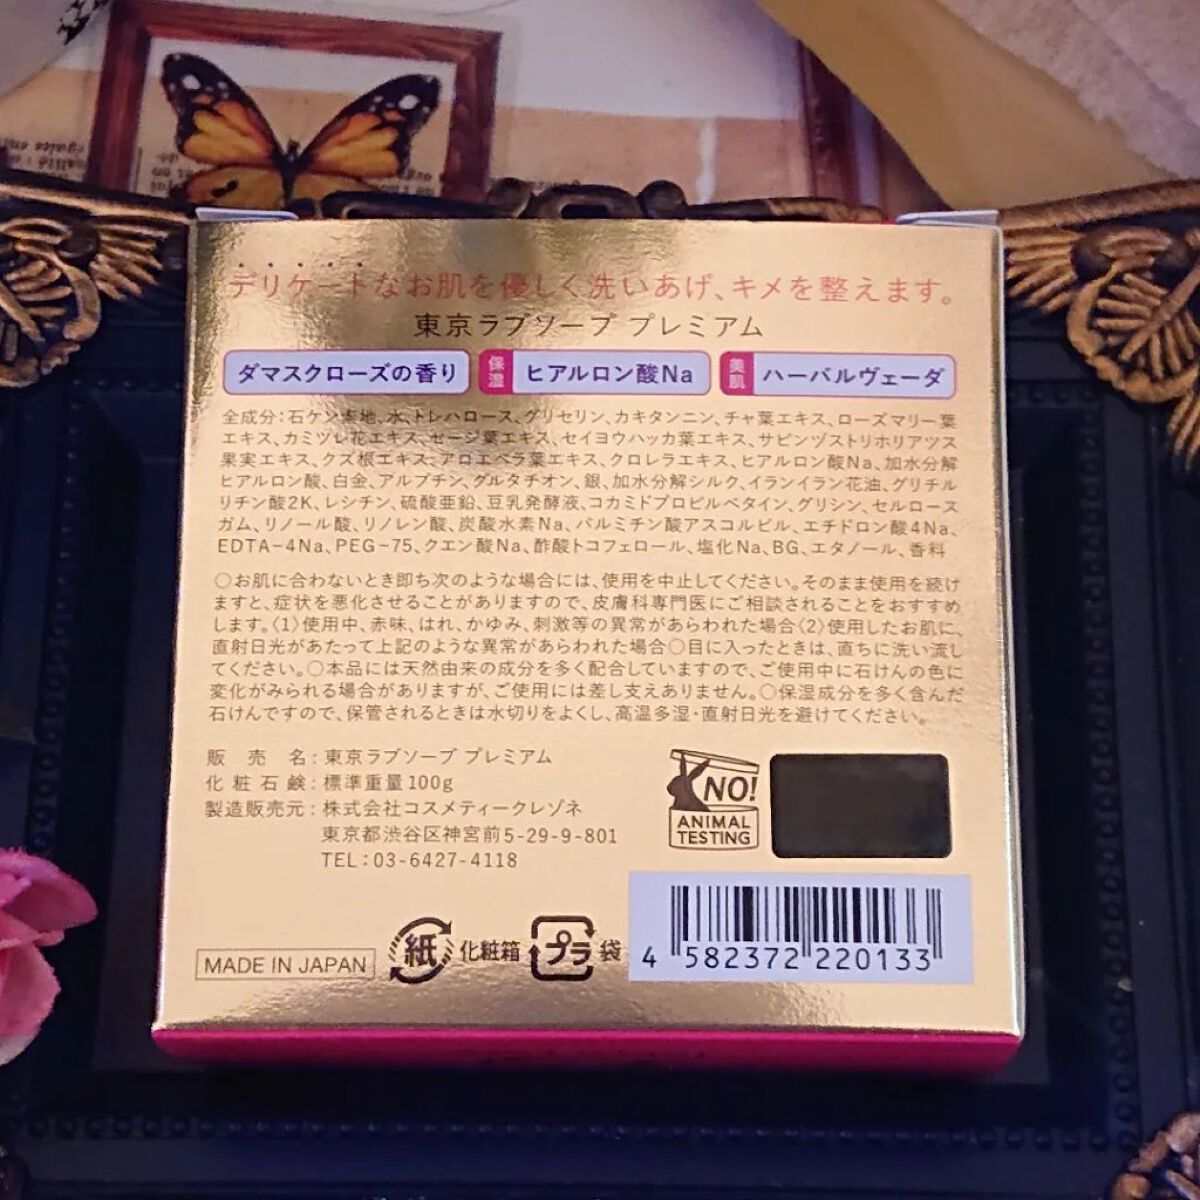 デリケートなお肌を優しく洗いあげ、キメを整えます。
東京ラブソープ プレミアム
ダマスクローズの香り 保湿 ヒアルロン酸Na 美肌 ハーバルヴェーダ
全成分：石ケン素地、水、トレハロース、グリセリン、カキタンニン、チャ葉エキス、ローズマリー葉
エキス、カミツレ花エキス、セージ葉エキス、セイヨウハッカ葉エキス、サピンヅストリホリアツス
果実エキス、クズ根エキス、アロエベラ葉エキス、クロレラエキス、ヒアルロン酸Na、加水分解
ヒアルロン酸、白金、アルブチン、グルタチオン、銀、加水分解シルク、イランイラン花油、グリチル
リチン酸2K、レシチン、硫酸亜鉛、豆乳発酵液、コカミドプロピルベタイン、グリシン、セルロース
ガム、リノール酸、リノレン酸、炭酸水素Na、パルミチン酸アスコルビル、エチドロン酸4Na、
EDTA-4Na、PEG-75、クエン酸Na、酢酸トコフェロール、塩化Na、BG、エタノール、香料
○お肌に合わないとき即ち次のような場合には、使用を中止してください。そのまま使用を続け
ますと、症状を悪化させることがありますので、皮膚科専門医にご相談されることをおすすめ
します。〈1〉使用中、赤味、はれ、かゆみ、刺激等の異常があらわれた場合〈2〉使用したお肌に、
直射日光があたって上記のような異常があらわれた場合○目に入ったときは、直ちに洗い流し
てください。○本品には天然由来の成分を多く配合していますので、ご使用中に石けんの色に
変化がみられる場合がありますが、ご使用には差し支えありません。○保湿成分を多く含んだ
石けんですので、保管されるときは水切りをよくし、高温多湿・直射日光を避けてください。
販売名：東京ラブソープ プレミアム
化粧石鹸：標準重量100g
製造販売元：株式会社コスメティークレゾネ
東京都渋谷区神宮前5-29-9-801
TEL：03-6427-4118
NO!
ANIMAL
TESTING
MADE IN JAPAN 紙 化粧箱 プラ 袋
4 582372 220133